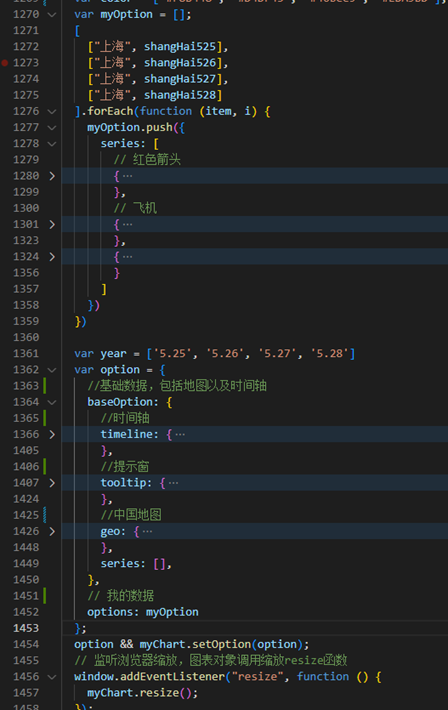 1270 var myOption = [];
1271 [
1272 ["上海", shangHai525],
1273 ["上海", shangHai526],
1274 ["上海", shangHai527],
1275 ["上海", shangHai528]
1276 ].forEach(function (item, i) {
1277 myOption.push({
1278 series: [
1279 // 红色箭头
1280 { ···
1299 },
1300 // 飞机
1301 { ···
1323 },
1324 { ···
1356 }
1357 ]
1358 })
1359 })
1360
1361 var year = ['5.25', '5.26', '5.27', '5.28']
1362 var option = {
1363 //基础数据，包括地图以及时间轴
1364 baseOption: {
1365 //时间轴
1366 timeline: { ···
1405 },
1406 //提示窗
1407 tooltip: { ···
1424 },
1425 //中国地图
1426 geo: { ···
1448 },
1449 series: [],
1450 },
1451 // 我的数据
1452 options: myOption
1453 };
1454 option && myChart.setOption(option);
1455 // 监听浏览器缩放，图表对象调用缩放resize函数
1456 window.addEventListener("resize", function () {
1457 myChart.resize();
1458 });